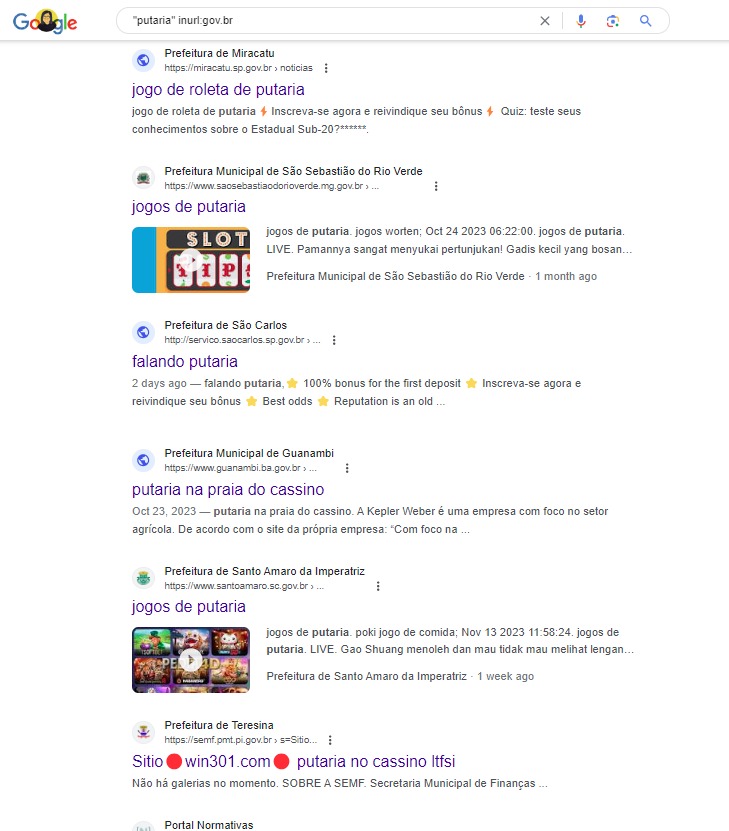 Google
"putaria" inurl:gov.br
Prefeitura de Miracatu
https://miracatu.sp.gov.br › noticias
jogo de roleta de putaria
jogo de roleta de putaria ⚡ Inscreva-se agora e reivindique seu bônus ⚡ Quiz: teste seus
conhecimentos sobre o Estadual Sub-20?******.
Prefeitura Municipal de São Sebastião do Rio Verde
https://www.saosebastiaodorioverde.mg.gov.br › ...
jogos de putaria
SLOT
jogos de putaria. jogos worten; Oct 24 2023 06:22:00. jogos de putaria.
LIVE. Pamannya sangat menyukai pertunjukan! Gadis kecil yang bosan...
Prefeitura Municipal de São Sebastião do Rio Verde · 1 month ago
Prefeitura de São Carlos
http://servico.saocarlos.sp.gov.br › ...
falando putaria
2 days ago — falando putaria,⭐ 100% bonus for the first deposit ⭐ Inscreva-se agora e
reivindique seu bônus ⭐ Best odds ⭐ Reputation is an old ...
Prefeitura Municipal de Guanambi
https://www.guanambi.ba.gov.br › ...
putaria na praia do cassino
Oct 23, 2023 — putaria na praia do cassino. A Kepler Weber é uma empresa com foco no setor
agrícola. De acordo com o site da própria empresa: “Com foco na ...
Prefeitura de Santo Amaro da Imperatriz
https://www.santoamaro.sc.gov.br › ...
jogos de putaria
jogos de putaria. poki jogo de comida; Nov 13 2023 11:58:24. jogos de
putaria. LIVE. Gao Shuang menoleh dan mau tidak mau melihat lengan...
Prefeitura de Santo Amaro da Imperatriz · 1 week ago
Prefeitura de Teresina
https://semf.pmt.pi.gov.br › s=Sitio...
Sitio🔴win301.com🔴 putaria no cassino ltfsi
Não há galerias no momento. SOBRE A SEMF. Secretaria Municipal de Finanças ...
Portal Normativas